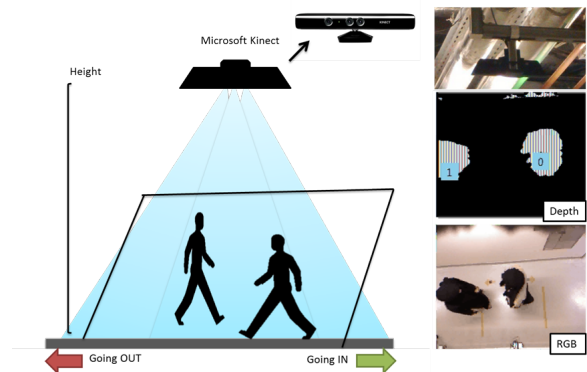 Microsoft Kinect
Height
1
0
Depth
RGB
Going OUT
Going IN